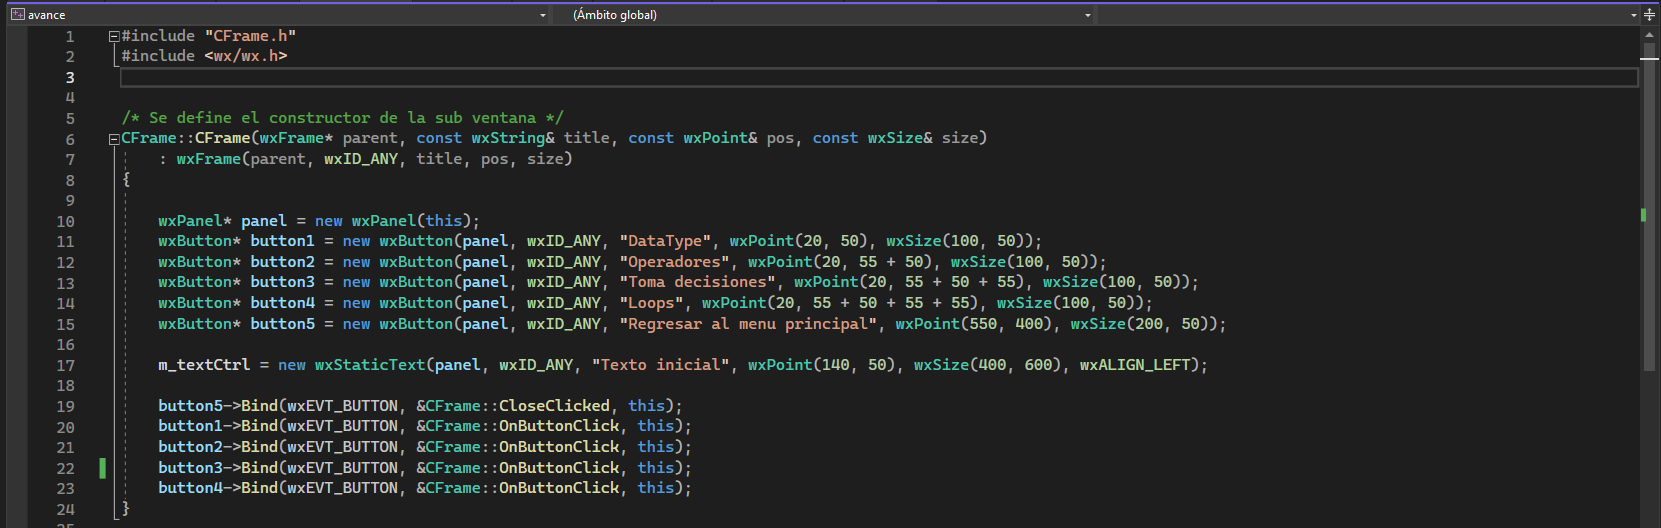 avance (Ámbito global)
1 #include "CFrame.h"
2 #include <wx/wx.h>
3
4
5 /* Se define el constructor de la sub ventana */
6 CFrame::CFrame(wxFrame* parent, const wxString& title, const wxPoint& pos, const wxSize& size)
7     : wxFrame(parent, wxID_ANY, title, pos, size)
8 {
9
10     wxPanel* panel = new wxPanel(this);
11     wxButton* button1 = new wxButton(panel, wxID_ANY, "DataType", wxPoint(20, 50), wxSize(100, 50));
12     wxButton* button2 = new wxButton(panel, wxID_ANY, "Operadores", wxPoint(20, 55 + 50), wxSize(100, 50));
13     wxButton* button3 = new wxButton(panel, wxID_ANY, "Toma decisiones", wxPoint(20, 55 + 50 + 55), wxSize(100, 50));
14     wxButton* button4 = new wxButton(panel, wxID_ANY, "Loops", wxPoint(20, 55 + 50 + 55 + 55), wxSize(100, 50));
15     wxButton* button5 = new wxButton(panel, wxID_ANY, "Regresar al menu principal", wxPoint(550, 400), wxSize(200, 50));
16
17     m_textCtrl = new wxStaticText(panel, wxID_ANY, "Texto inicial", wxPoint(140, 50), wxSize(400, 600), wxALIGN_LEFT);
18
19     button5->Bind(wxEVT_BUTTON, &CFrame::CloseClicked, this);
20     button1->Bind(wxEVT_BUTTON, &CFrame::OnButtonClick, this);
21     button2->Bind(wxEVT_BUTTON, &CFrame::OnButtonClick, this);
22     button3->Bind(wxEVT_BUTTON, &CFrame::OnButtonClick, this);
23     button4->Bind(wxEVT_BUTTON, &CFrame::OnButtonClick, this);
24 }